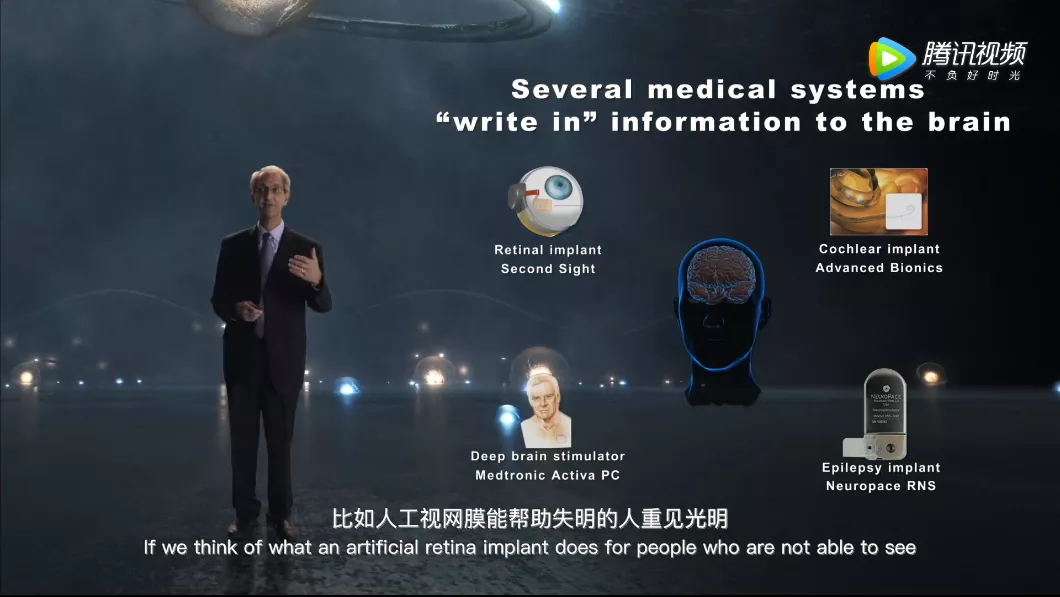 腾讯视频
不负好时光
Several medical systems
“write in” information to the brain
Retinal implant
Second Sight
Cochlear implant
Advanced Bionics
NEUROPACE
Deep brain stimulator
Medtronic Activa PC
Epilepsy implant
Neuropace RNS
比如人工视网膜能帮助失明的人重见光明
If we think of what an artificial retina implant does for people who are not able to see